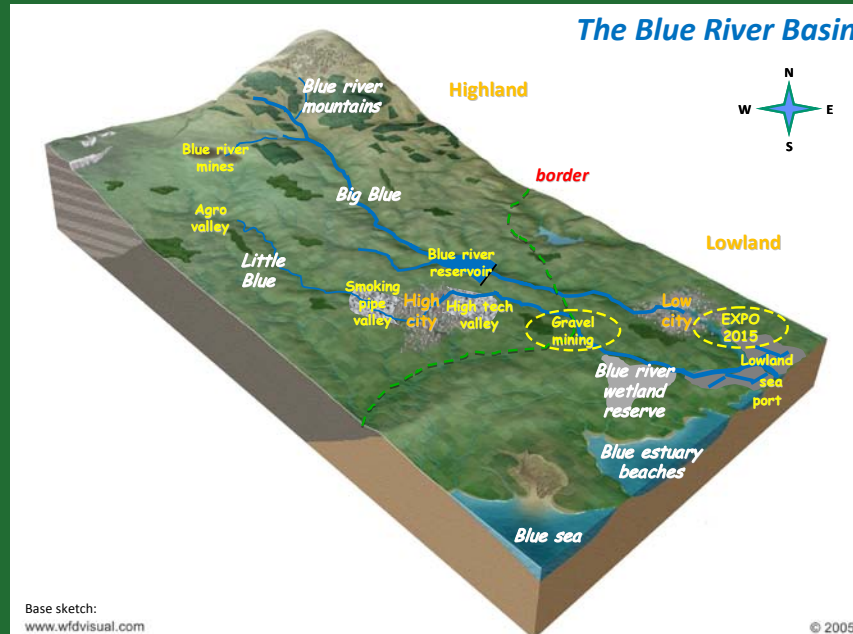 The Blue River Basin
N
W
E
S
Highland
Blue river
mountains
Blue river
mines
border
Big Blue
Agro
valley
Lowland
Little
Blue
Blue river
reservoir
Smoking
pipe
valley
High
city
High tech
valley
Low
city
EXPO
2015
Gravel
mining
Lowland
sea
port
Blue river
wetland
reserve
Blue estuary
beaches
Blue sea
Base sketch:
www.wfdvisual.com
© 2005